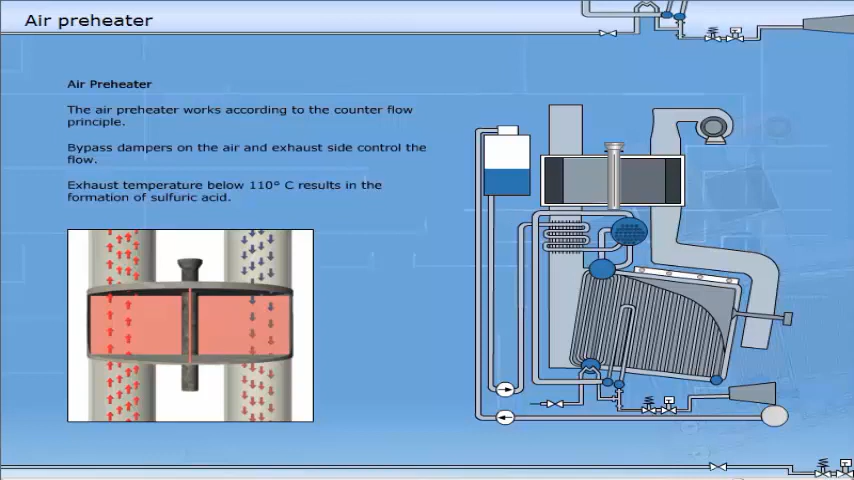 Air preheater
Air Preheater
The air preheater works according to the counter flow
principle.
Bypass dampers on the air and exhaust side control the
flow.
Exhaust temperature below 110° C results in the
formation of sulfuric acid.